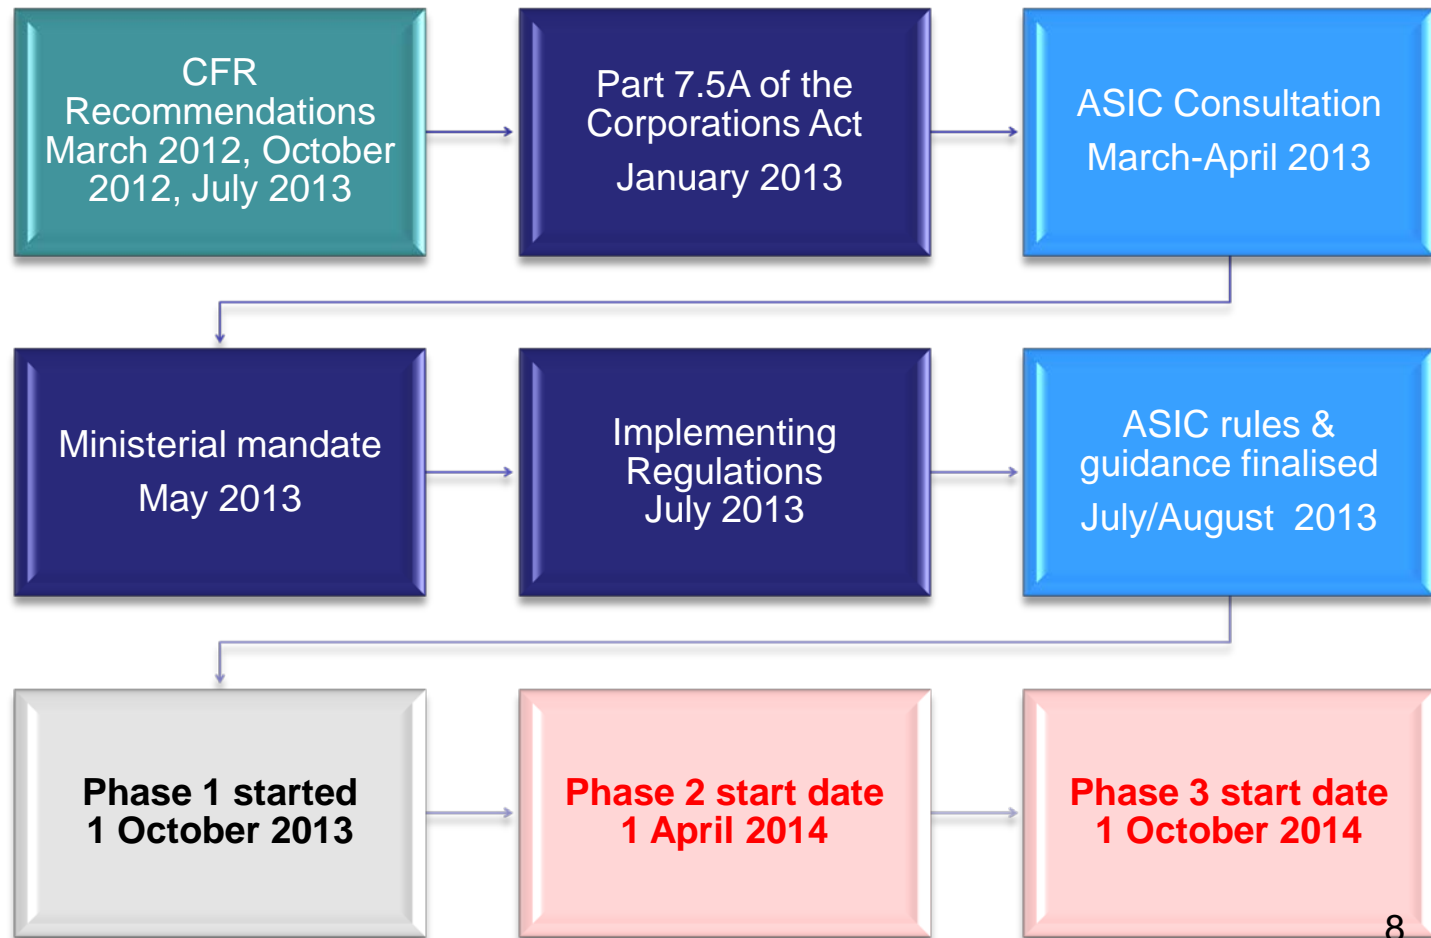 CFR
Recommendations
March 2012, October
2012, July 2013
Part 7.5A of the
Corporations Act
January 2013
ASIC Consultation
March-April 2013
Ministerial mandate
May 2013
Implementing
Regulations
July 2013
ASIC rules &
guidance finalised
July/August 2013
Phase 1 started
1 October 2013
Phase 2 start date
1 April 2014
Phase 3 start date
1 October 2014
8